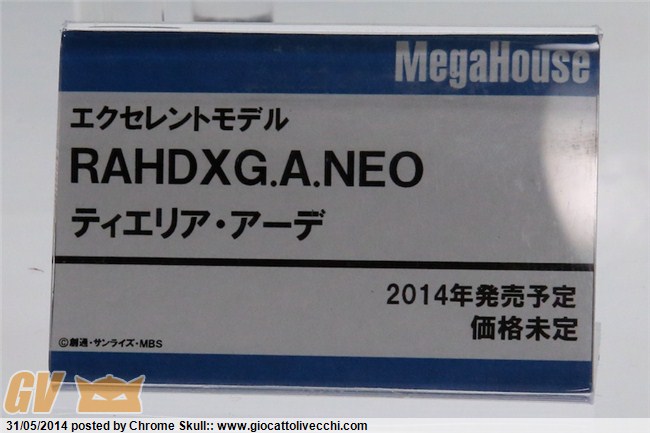 MegaHouse
エクセレントモデル
RAHDXG.A.NEO
ティエリア・アーデ
2014年発売予定
価格未定
©創通・サンライズ・MBS
GV
31/05/2014 posted by Chrome Skull:: www.giocattolivecchi.com